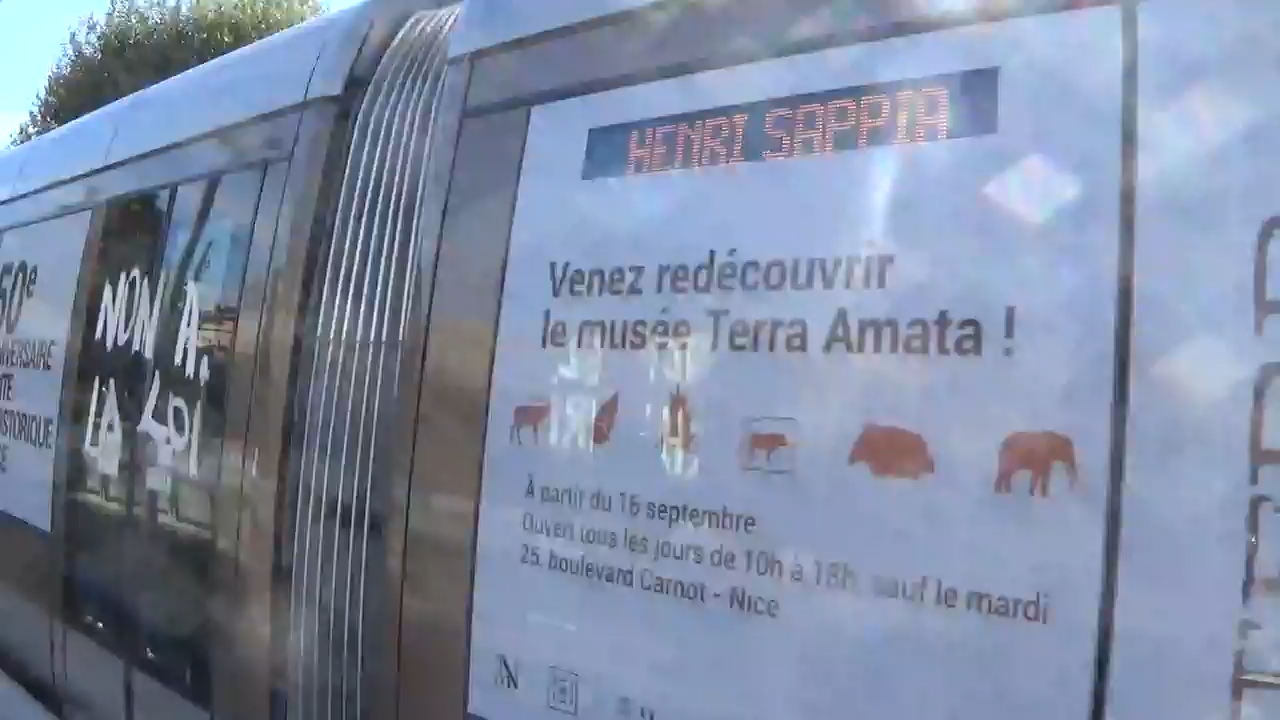 HENRI SAPPIA
Venez redécouvrir
le musée Terra Amata !
À partir du 16 septembre
Ouvert tous les jours de 10h à 18h, sauf le mardi
25, boulevard Carnot - Nice
50e
NON À
LA LOI